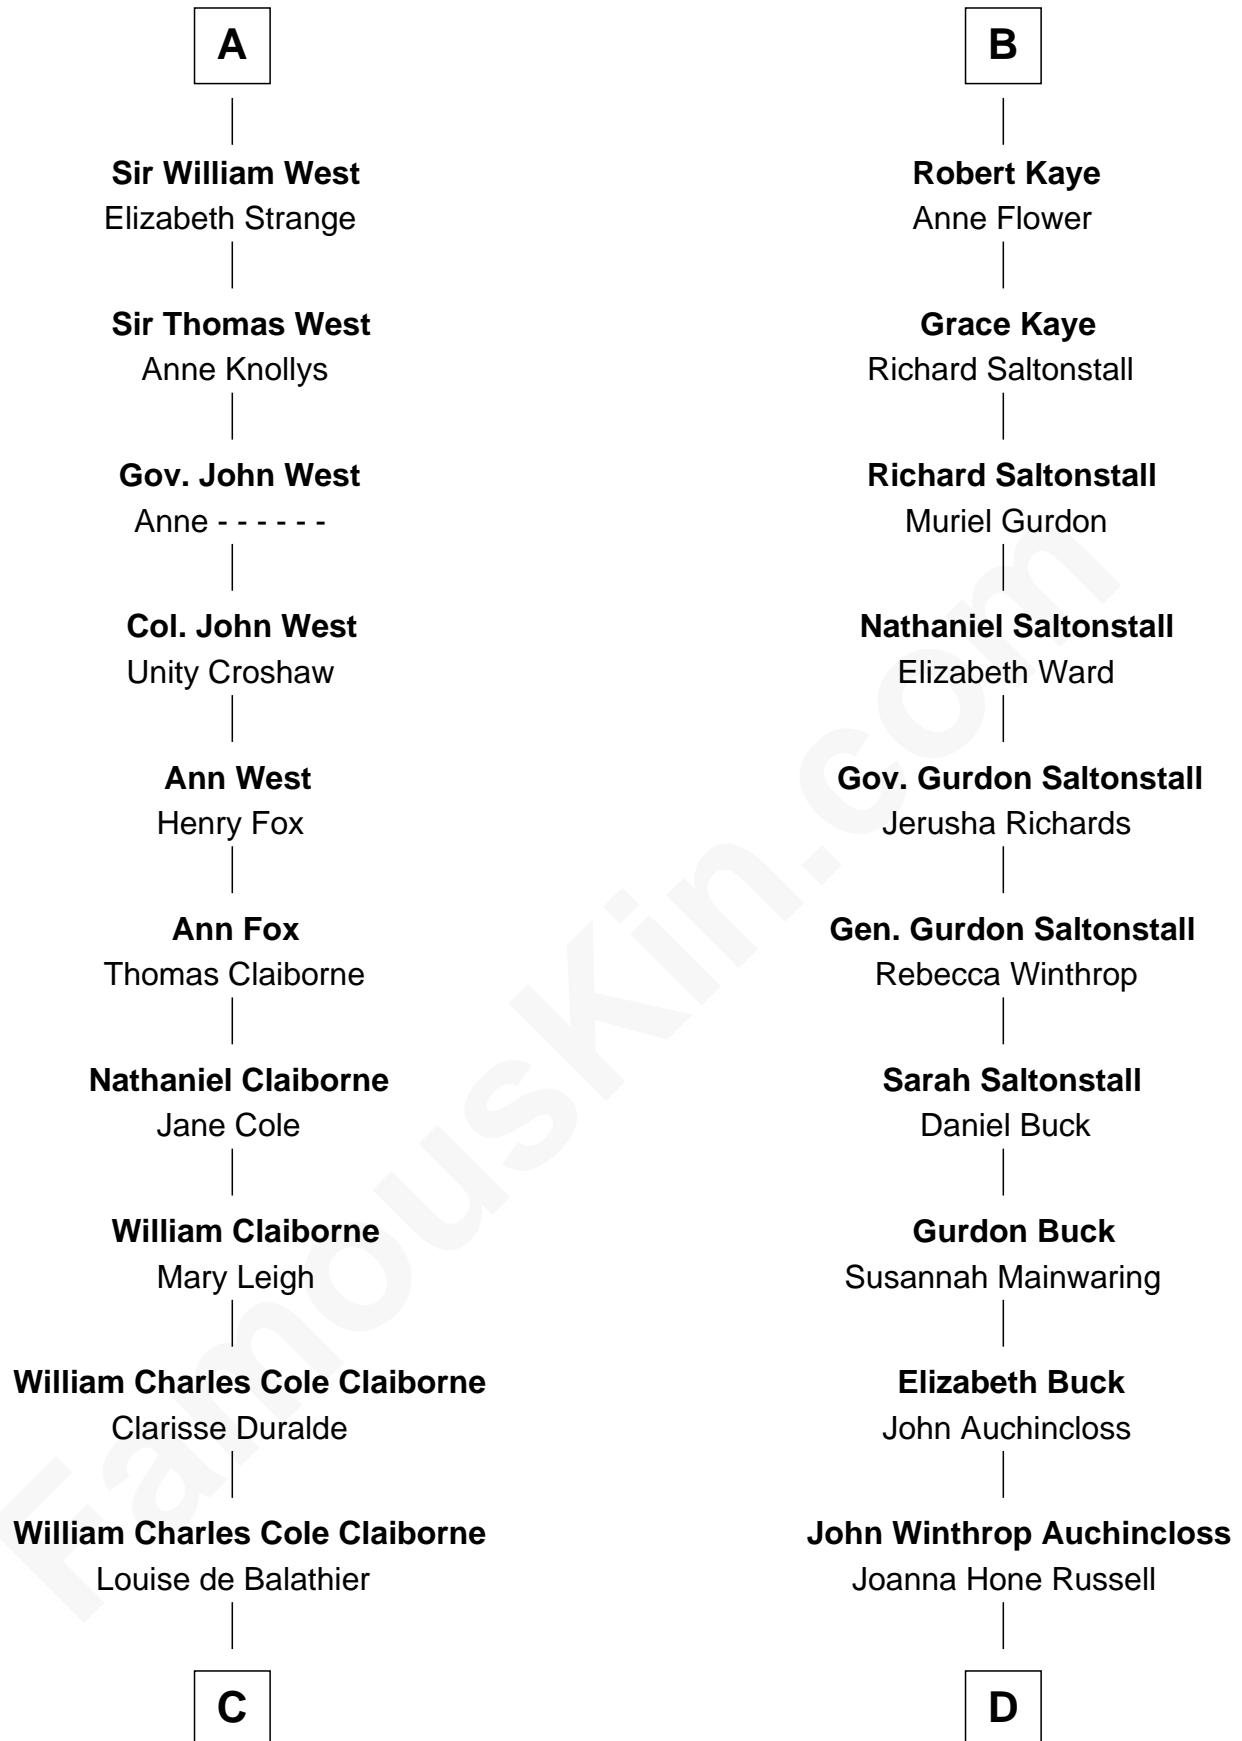 A
Sir William West
Elizabeth Strange
Sir Thomas West
Anne Knollys
Gov. John West
Anne - - - - - -
Col. John West
Unity Croshaw
Ann West
Henry Fox
Ann Fox
Thomas Claiborne
Nathaniel Claiborne
Jane Cole
William Claiborne
Mary Leigh
William Charles Cole Claiborne
Clarisse Duralde
William Charles Cole Claiborne
Louise de Balathier
C
B
Robert Kaye
Anne Flower
Grace Kaye
Richard Saltonstall
Richard Saltonstall
Muriel Gurdon
Nathaniel Saltonstall
Elizabeth Ward
Gov. Gurdon Saltonstall
Jerusha Richards
Gen. Gurdon Saltonstall
Rebecca Winthrop
Sarah Saltonstall
Daniel Buck
Gurdon Buck
Susannah Mainwaring
Elizabeth Buck
John Auchincloss
John Winthrop Auchincloss
Joanna Hone Russell
D
FamousKin.com